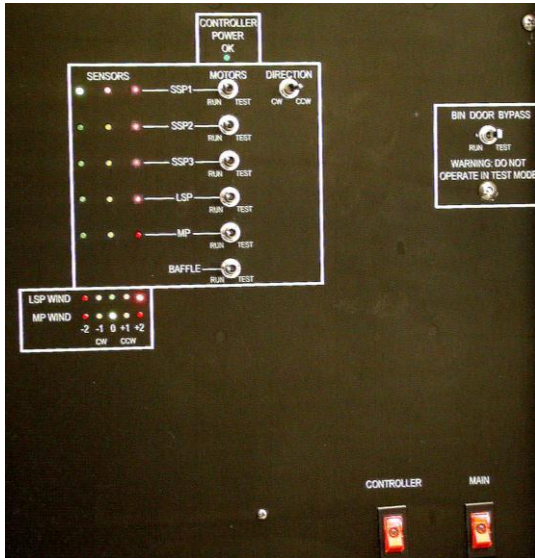 CONTROLLER
POWER
OK
SENSORS
MOTORS
DIRECTION
SSP1
RUN TEST
CW CCW
SSP2
RUN TEST
SSP3
RUN TEST
LSP
RUN TEST
MP
RUN TEST
BAFFLE
RUN TEST
BIN DOOR BYPASS
RUN TEST
WARNING: DO NOT
OPERATE IN TEST MODE
LSP WIND
MP WIND
-2 -1 0 +1 +2
CW CCW
CONTROLLER
MAIN